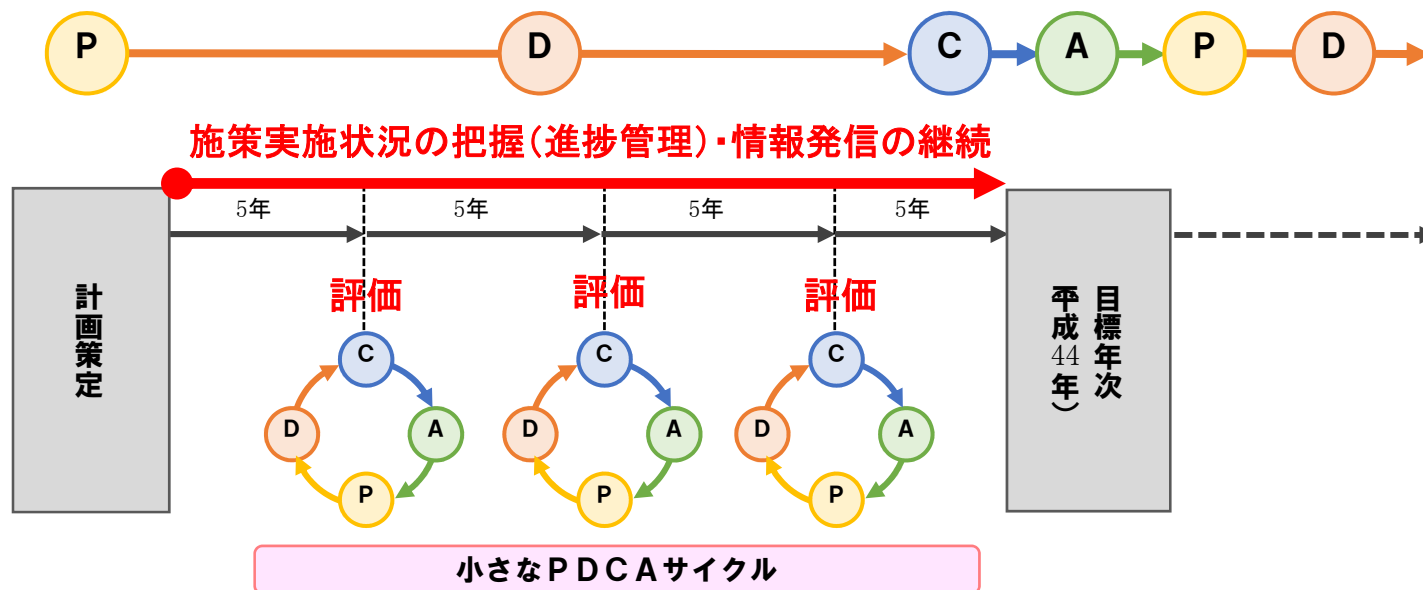 P D C A P D
施策実施状況の把握（進捗管理）・情報発信の継続
5年 5年 5年 5年
計画策定
目標年次
（平成44年）
評価 評価 評価
C C C
D A D A D A
P P P
小さなPDCAサイクル